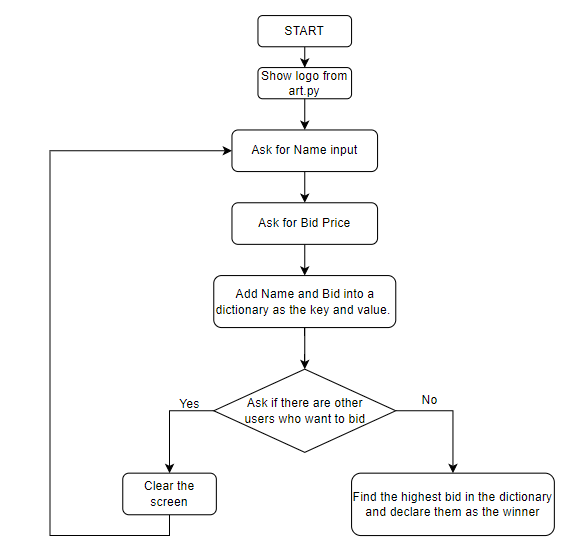 START
Show logo from
art.py
Ask for Name input
Ask for Bid Price
Add Name and Bid into a
dictionary as the key and value.
Ask if there are other
users who want to bid
Yes
No
Clear the
screen
Find the highest bid in the dictionary
and declare them as the winner